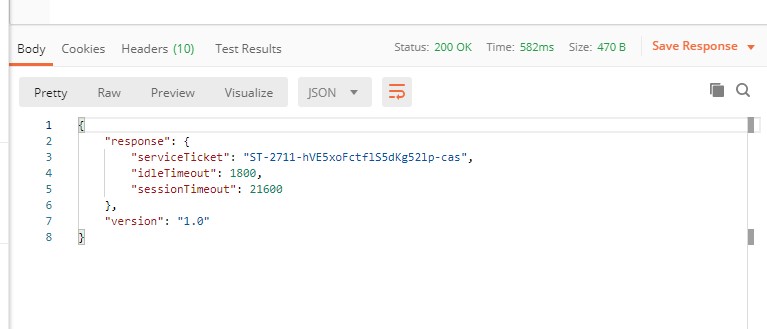 Body Cookies Headers (10) Test Results Status: 200 OK Time: 582ms Size: 470 B Save Response
Pretty Raw Preview Visualize JSON
1 {
2 "response": {
3 "serviceTicket": "ST-2711-hVE5xoFctflS5dKg52lp-cas",
4 "idleTimeout": 1800,
5 "sessionTimeout": 21600
6 },
7 "version": "1.0"
8 }